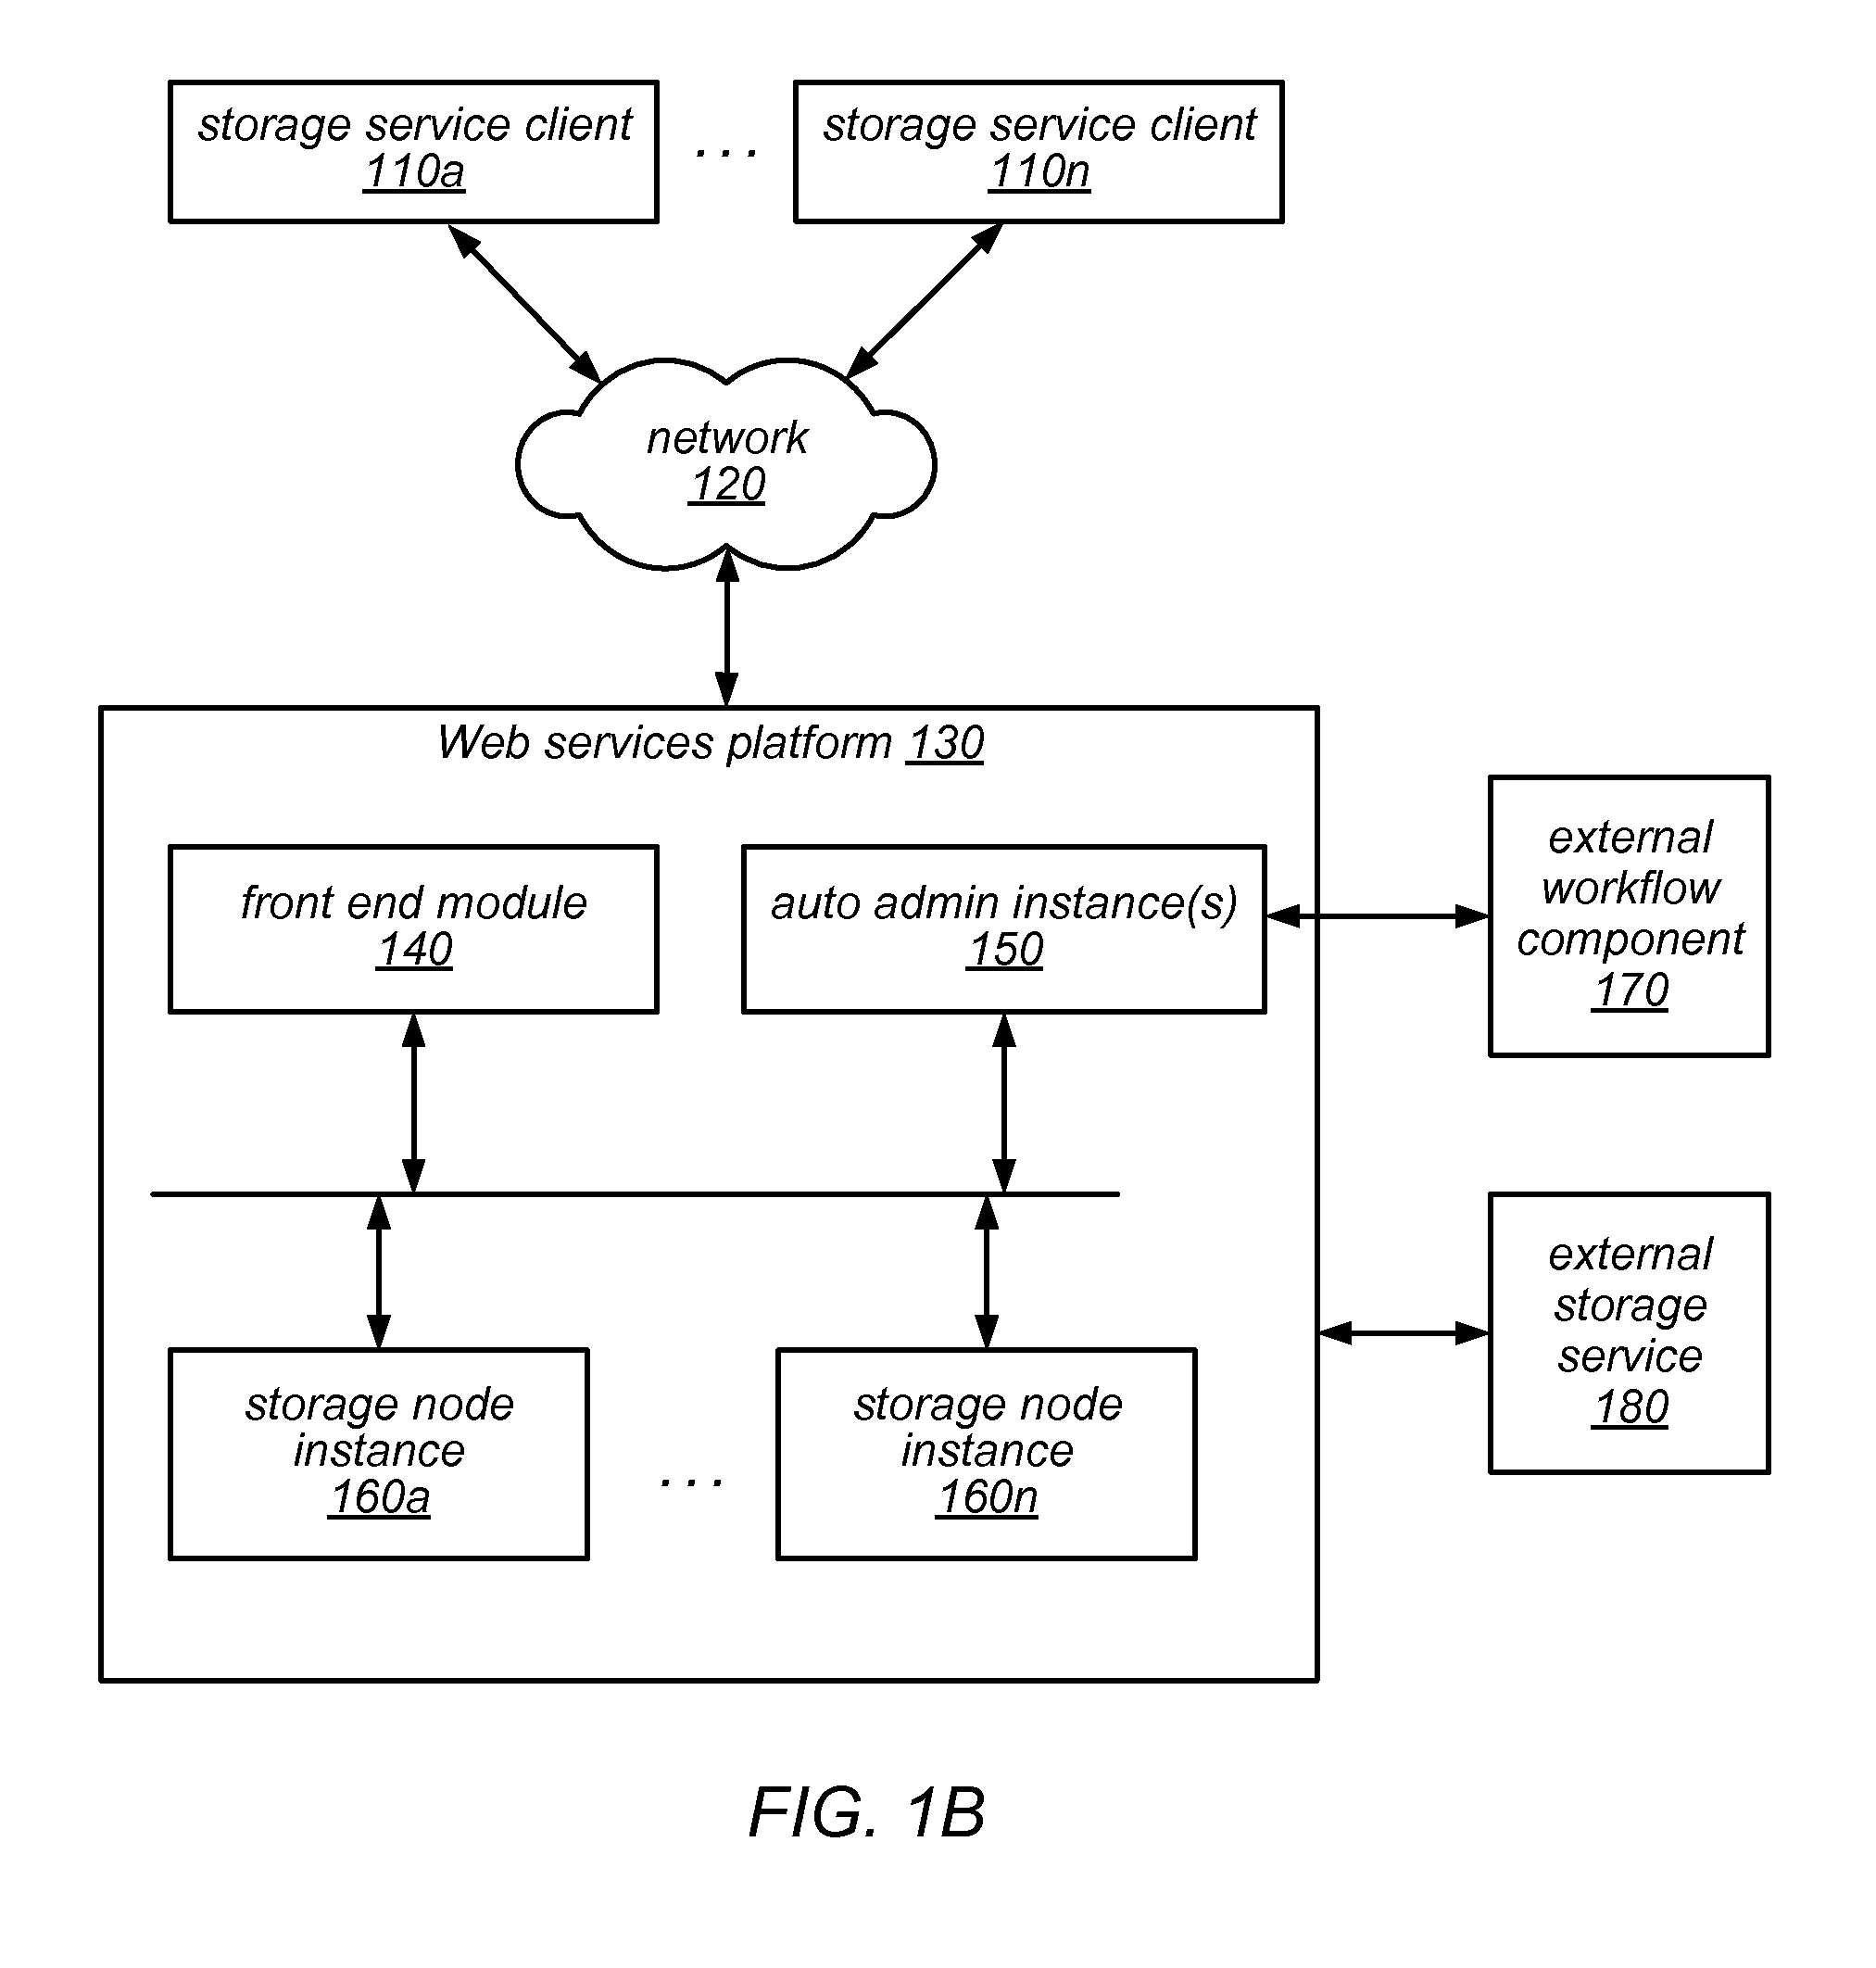 storage service client
110a
. . .
storage service client
110n
network
120
Web services platform 130
front end module
140
auto admin instance(s)
150
external
workflow
component
170
external
storage
service
180
storage node
instance
160a
. . .
storage node
instance
160n
FIG. 1B